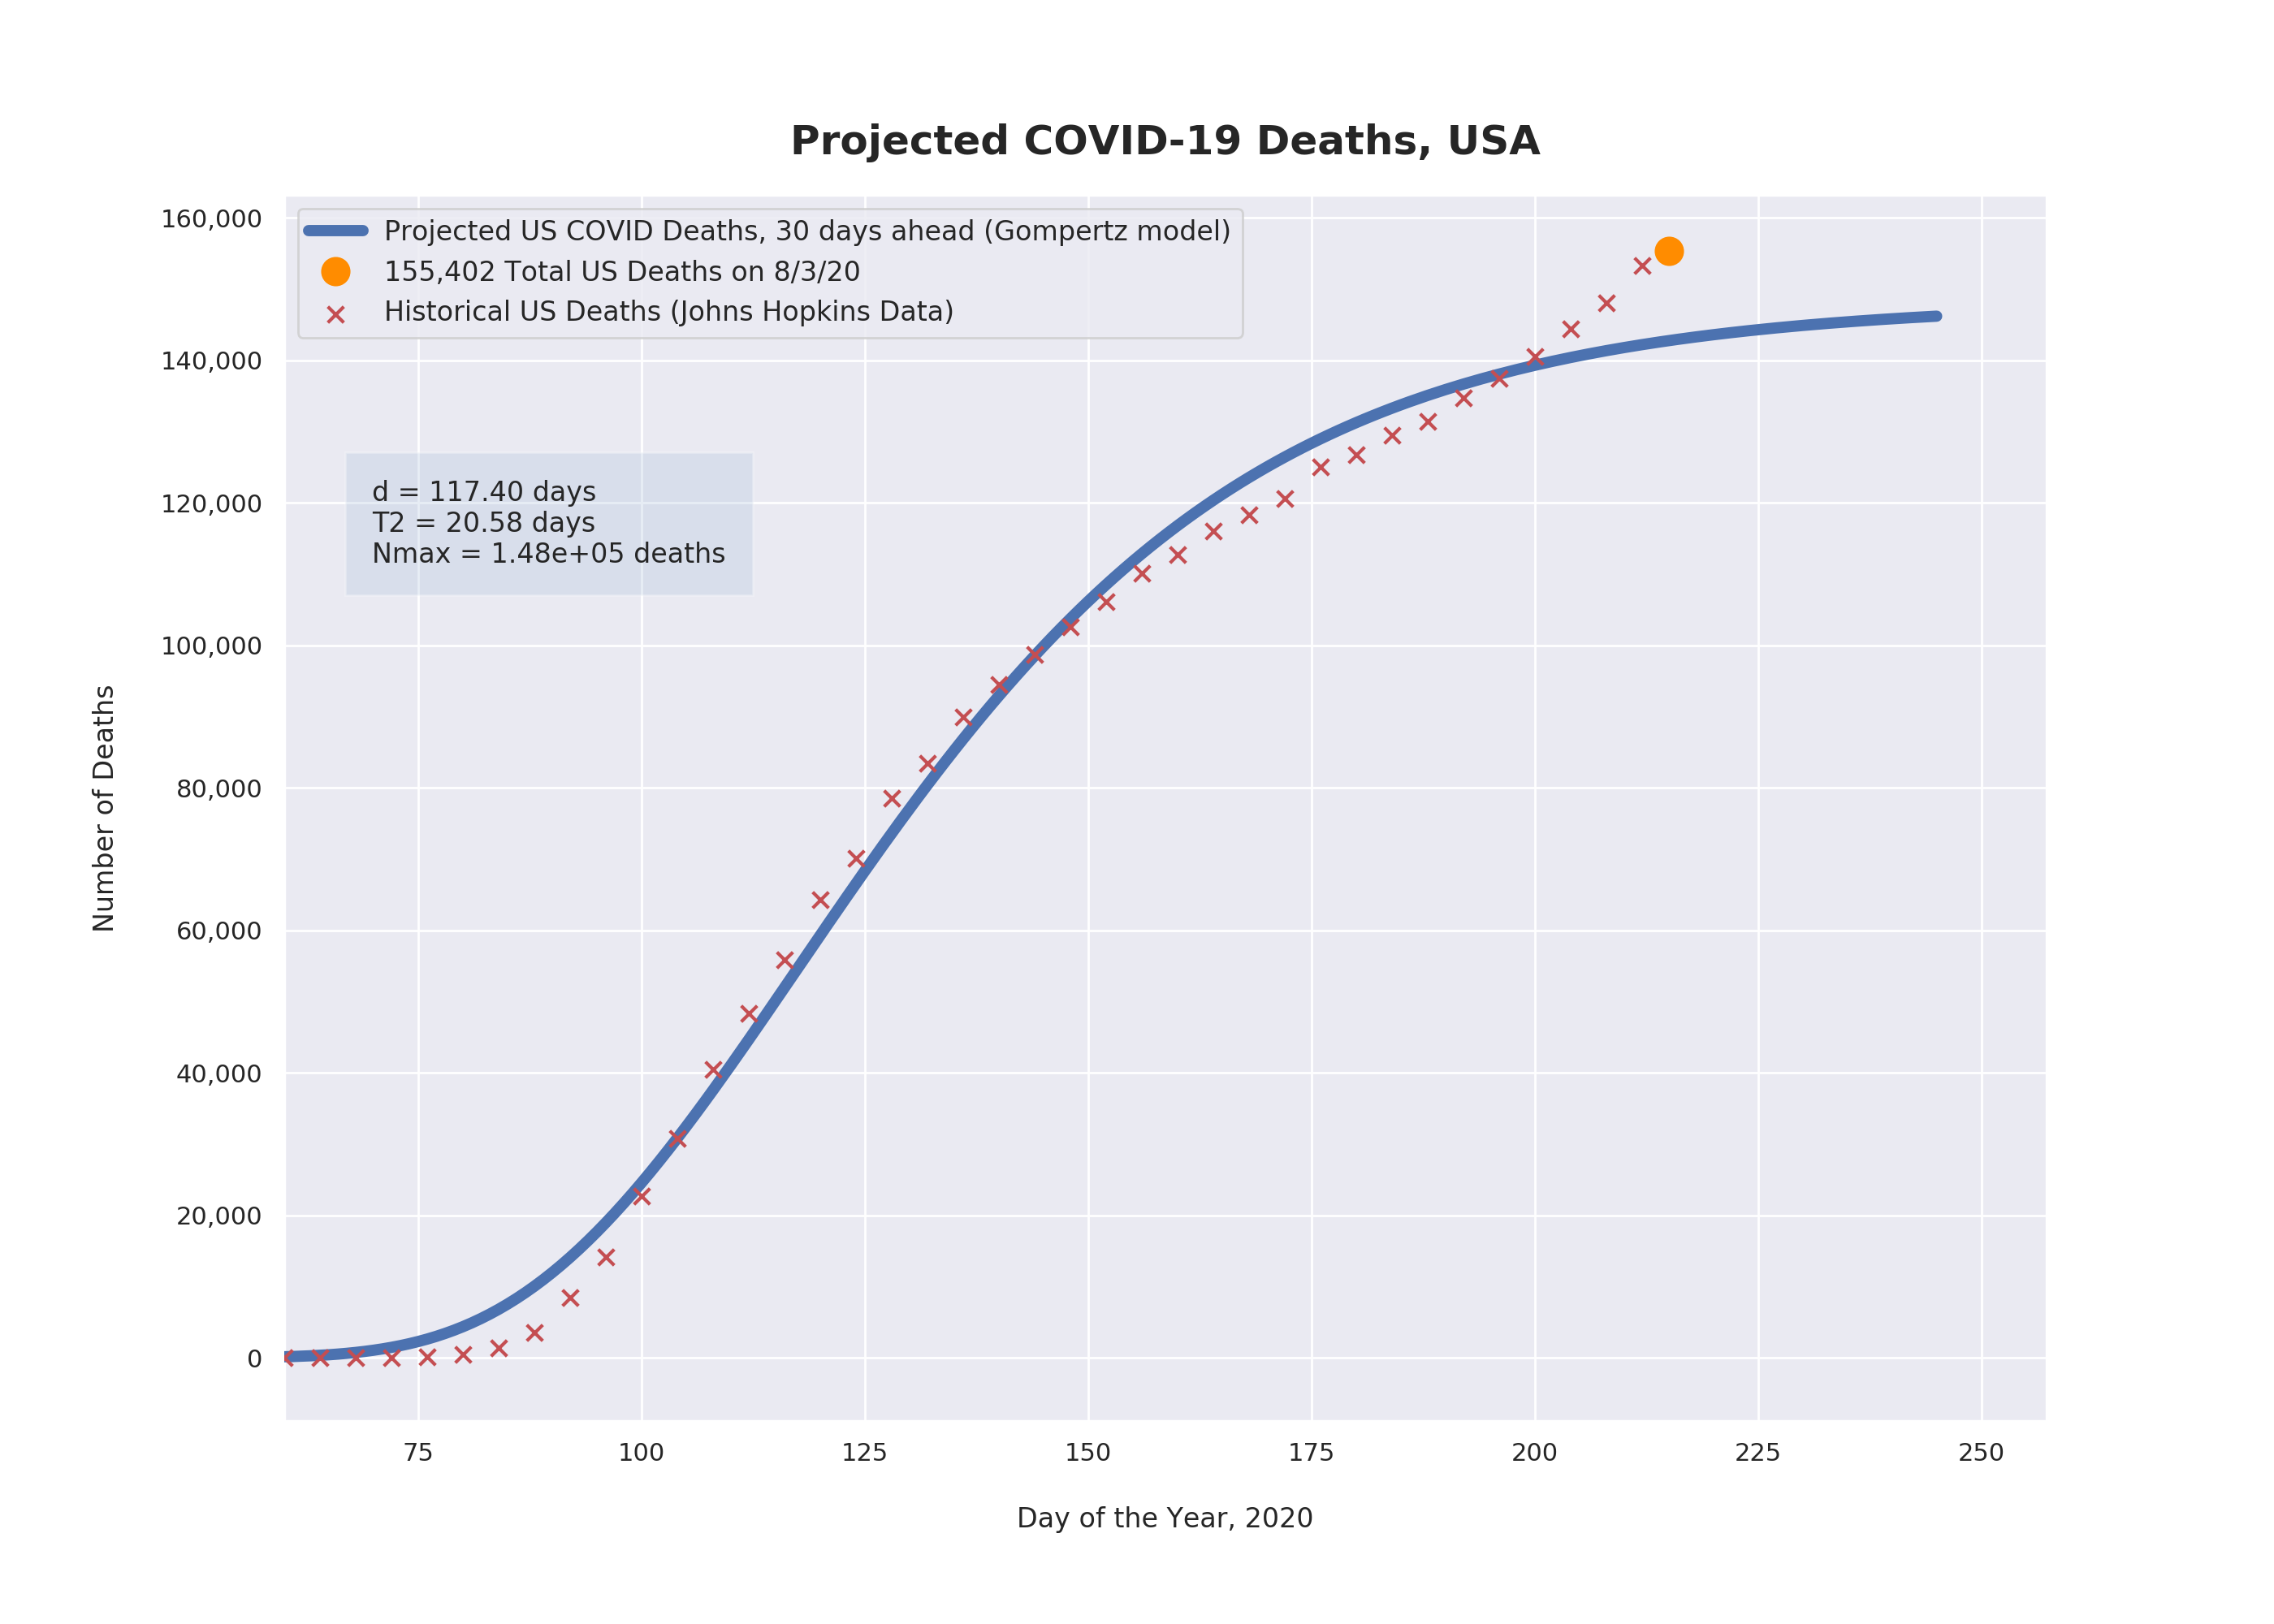 Projected COVID-19 Deaths, USA
160,000
140,000
120,000
100,000
80,000
60,000
40,000
20,000
0
Number of Deaths
Projected US COVID Deaths, 30 days ahead (Gompertz model)
155,402 Total US Deaths on 8/3/20
Historical US Deaths (Johns Hopkins Data)
d = 117.40 days
T2 = 20.58 days
Nmax = 1.48e+05 deaths
75 100 125 150 175 200 225 250
Day of the Year, 2020